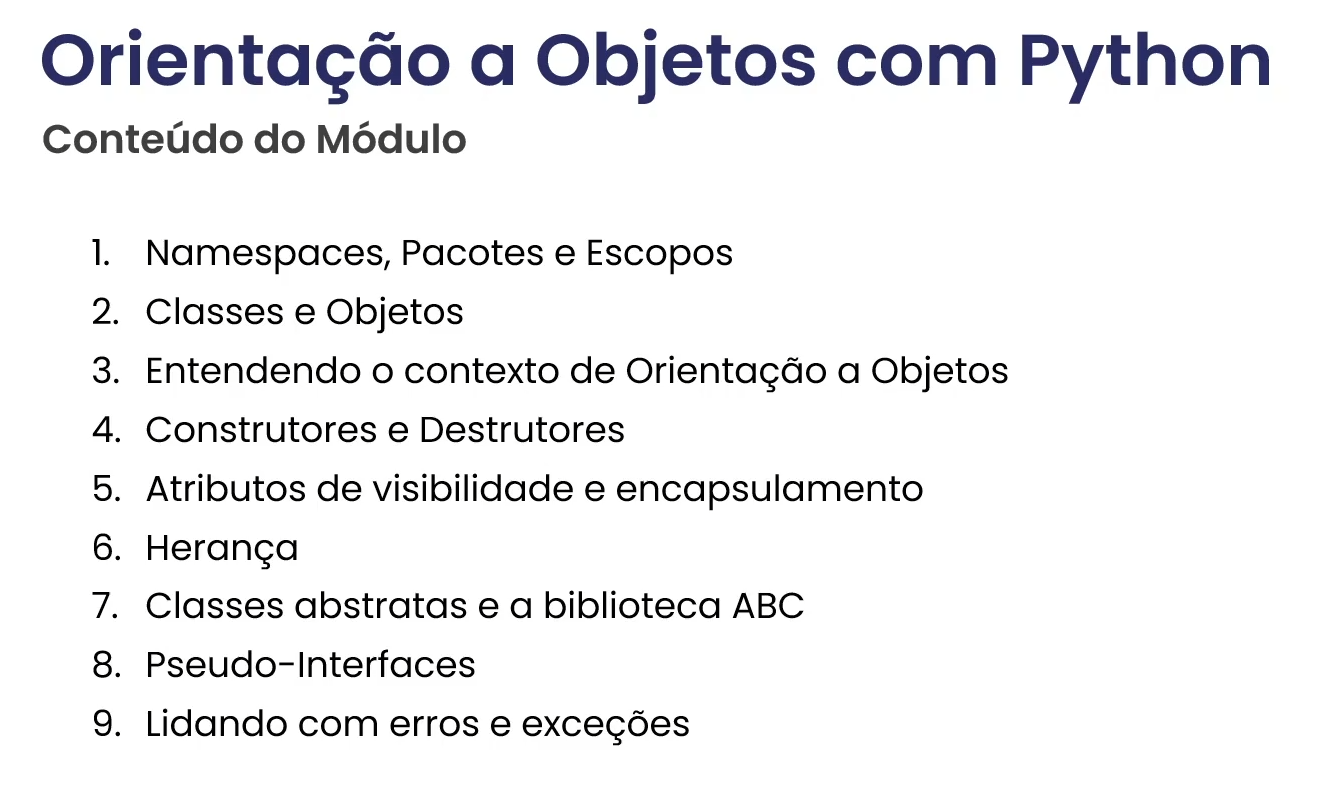 Orientação a Objetos com Python
Conteúdo do Módulo
1. Namespaces, Pacotes e Escopos
2. Classes e Objetos
3. Entendendo o contexto de Orientação a Objetos
4. Construtores e Destrutores
5. Atributos de visibilidade e encapsulamento
6. Herança
7. Classes abstratas e a biblioteca ABC
8. Pseudo-Interfaces
9. Lidando com erros e exceções